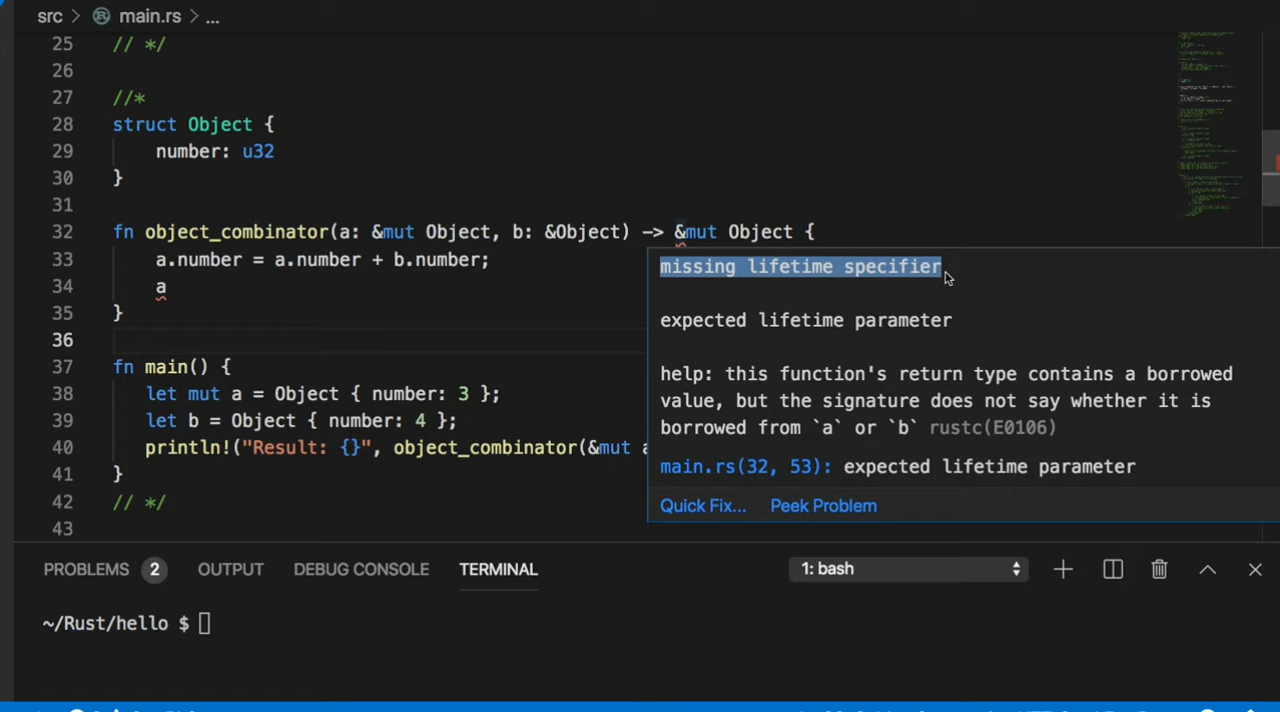 src > main.rs > ...
25 // */
26
27 //*
28 struct Object {
29 number: u32
30 }
31
32 fn object_combinator(a: &mut Object, b: &Object) -> &mut Object {
33 a.number = a.number + b.number;
34 a
35 }
36
37 fn main() {
38 let mut a = Object { number: 3 };
39 let b = Object { number: 4 };
40 println!("Result: {}", object_combinator(&mut a
41 }
42 // */
43
missing lifetime specifier
expected lifetime parameter
help: this function's return type contains a borrowed
value, but the signature does not say whether it is
borrowed from `a` or `b` rustc(E0106)
main.rs(32, 53): expected lifetime parameter
Quick Fix... Peek Problem
PROBLEMS 2 OUTPUT DEBUG CONSOLE TERMINAL 1: bash
~/Rust/hello $